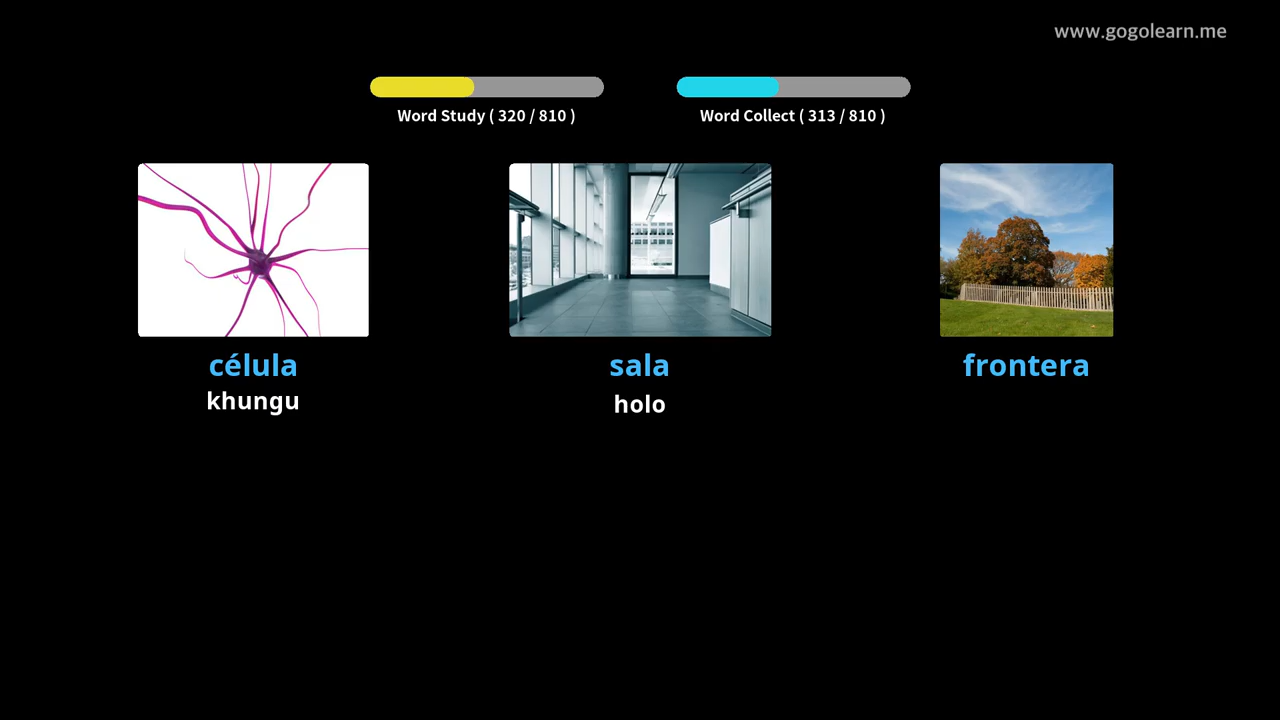 www.gogolearn.me
Word Study ( 320 / 810 )
Word Collect ( 313 / 810 )
célula
sala
frontera
khungu
holo